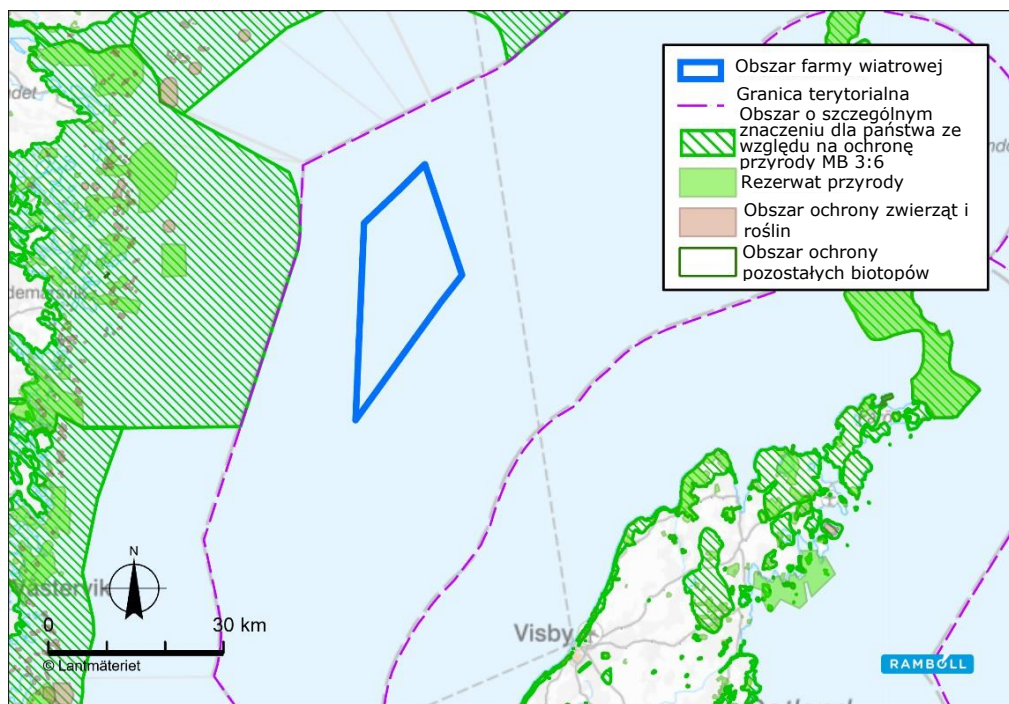 Obszar farmy wiatrowej
Granica terytorialna
Obszar o szczególnym
znaczeniu dla państwa ze
względu na ochronę
przyrody MB 3:6
Rezerwat przyrody
Obszar ochrony zwierząt i
roślin
Obszar ochrony
pozostałych biotopów
demarsvik
västervik
N
0 30 km
© Lantmäteriet
Visby
RAMBOLL